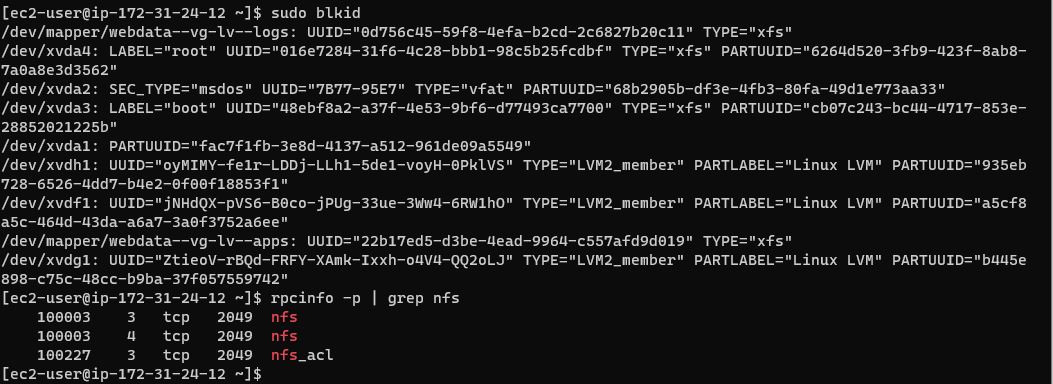 [ec2-user@ip-172-31-24-12 ~]$ sudo blkid
/dev/mapper/webdata--vg-lv--logs: UUID="0d756c45-59f8-4efa-b2cd-2c6827b20c11" TYPE="xfs"
/dev/xvda4: LABEL="root" UUID="016e7284-31f6-4c28-bbb1-98c5b25fcdbf" TYPE="xfs" PARTUUID="6264d520-3fb9-423f-8ab8-
7a0a8e3d3562"
/dev/xvda2: SEC_TYPE="msdos" UUID="7B77-95E7" TYPE="vfat" PARTUUID="68b2905b-df3e-4fb3-80fa-49d1e773aa33"
/dev/xvda3: LABEL="boot" UUID="48ebf8a2-a37f-4e53-9bf6-d77493ca7700" TYPE="xfs" PARTUUID="cb07c243-bc44-4717-853e-
28852021225b"
/dev/xvda1: PARTUUID="fac7f1fb-3e8d-4137-a512-961de09a5549"
/dev/xvdh1: UUID="oyMIMY-fe1r-LDDj-LLh1-5de1-voyH-0PklVS" TYPE="LVM2_member" PARTLABEL="Linux LVM" PARTUUID="935eb
728-6526-4dd7-b4e2-0f00f18853f1"
/dev/xvdf1: UUID="jNHdQX-pVS6-B0co-jPUg-33ue-3Ww4-6RW1hO" TYPE="LVM2_member" PARTLABEL="Linux LVM" PARTUUID="a5cf8
a5c-464d-43da-a6a7-3a0f3752a6ee"
/dev/mapper/webdata--vg-lv--apps: UUID="22b17ed5-d3be-4ead-9964-c557afd9d019" TYPE="xfs"
/dev/xvdg1: UUID="ZtieoV-rBQd-FRFY-XAmk-Ixxh-o4V4-QQ2oLJ" TYPE="LVM2_member" PARTLABEL="Linux LVM" PARTUUID="b445e
898-c75c-48cc-b9ba-37f057559742"
[ec2-user@ip-172-31-24-12 ~]$ rpcinfo -p | grep nfs
    100003    3   tcp   2049  nfs
    100003    4   tcp   2049  nfs
    100227    3   tcp   2049  nfs_acl
[ec2-user@ip-172-31-24-12 ~]$